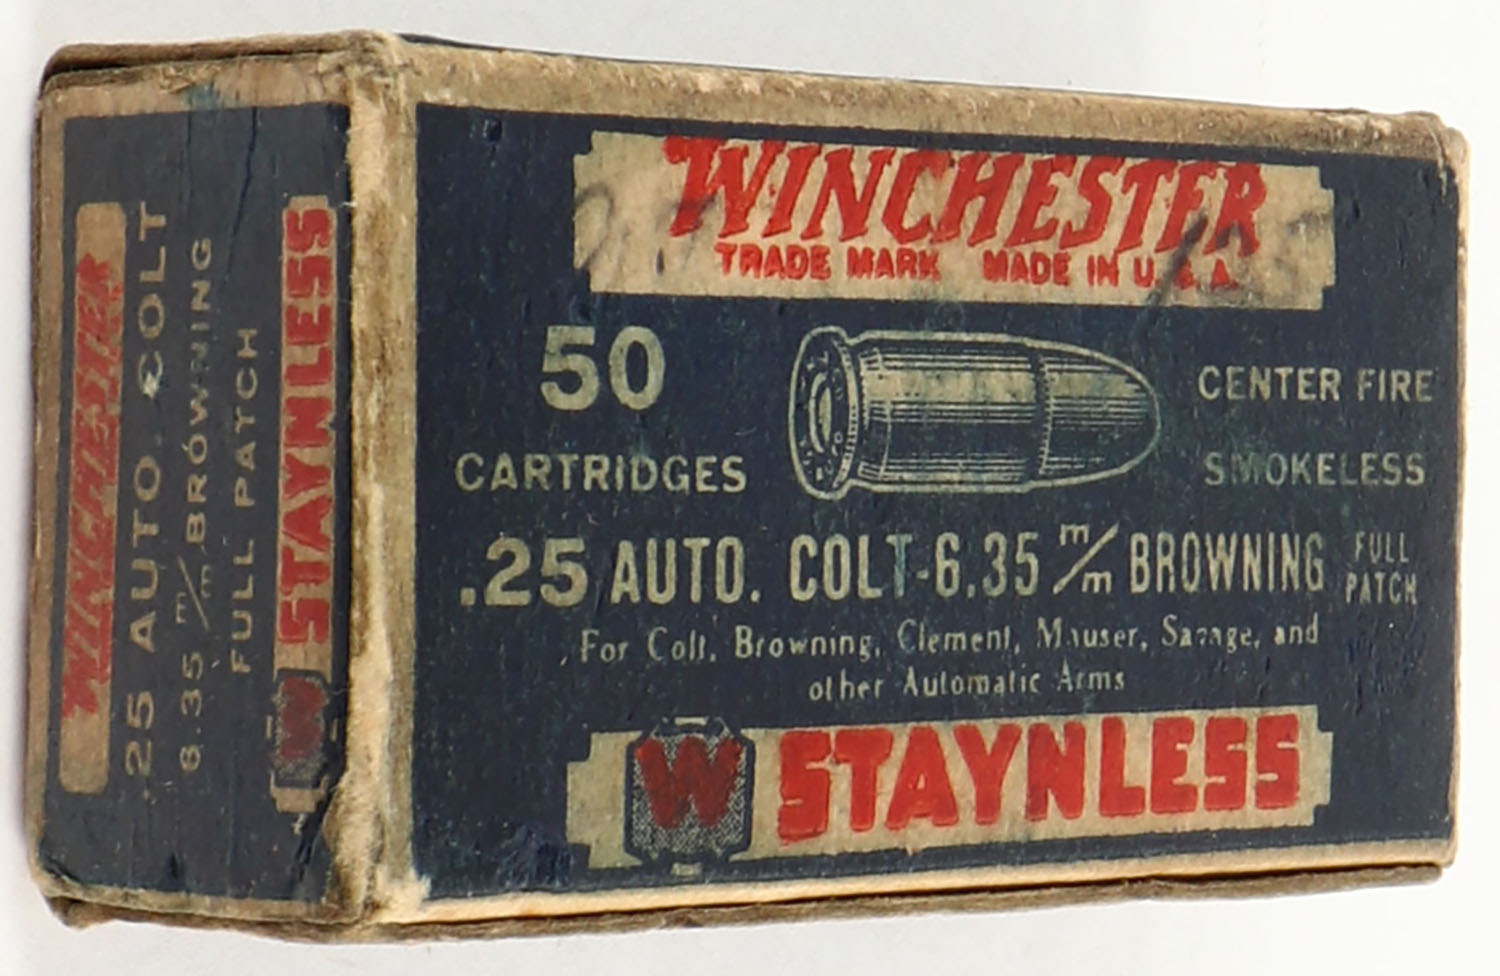 WINCHESTER
TRADE MARK MADE IN U.S.A.
50
CARTRIDGES
CENTER FIRE
SMOKELESS
.25 AUTO. COLT-6.35 m/m BROWNING FULL PATCH
For Colt, Browning, Clement, Mauser, Savage, and
other Automatic Arms
W STAYNLESS
WINCHESTER
.25 AUTO. COLT
6.35 m/m BROWNING
FULL PATCH
W STAYNLESS